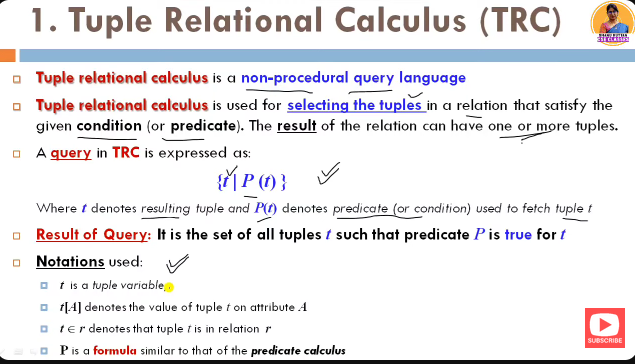 1. Tuple Relational Calculus (TRC)
Tuple relational calculus is a non-procedural query language
Tuple relational calculus is used for selecting the tuples in a relation that satisfy the
given condition (or predicate). The result of the relation can have one or more tuples.
A query in TRC is expressed as:
{t | P (t) }
Where t denotes resulting tuple and P(t) denotes predicate (or condition) used to fetch tuple t
Result of Query: It is the set of all tuples t such that predicate P is true for t
Notations used:
t is a tuple variable,
t[A] denotes the value of tuple t on attribute A
t ∈ r denotes that tuple t is in relation r
P is a formula similar to that of the predicate calculus
SUBSCRIBE